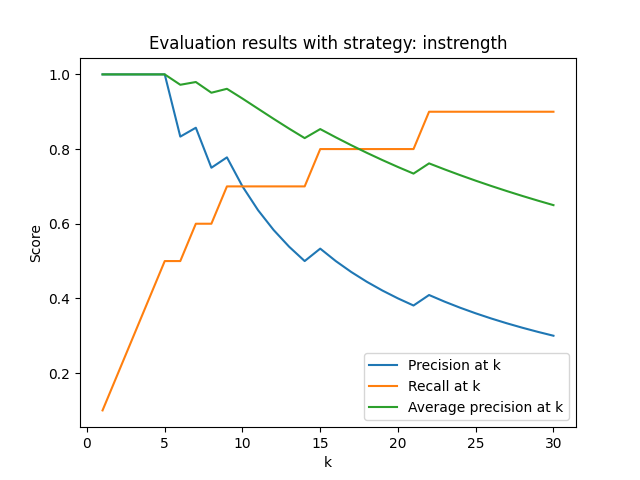 Evaluation results with strategy: instrength
1.0
0.8
0.6
0.4
0.2
Score
0 5 10 15 20 25 30
k
Precision at k
Recall at k
Average precision at k